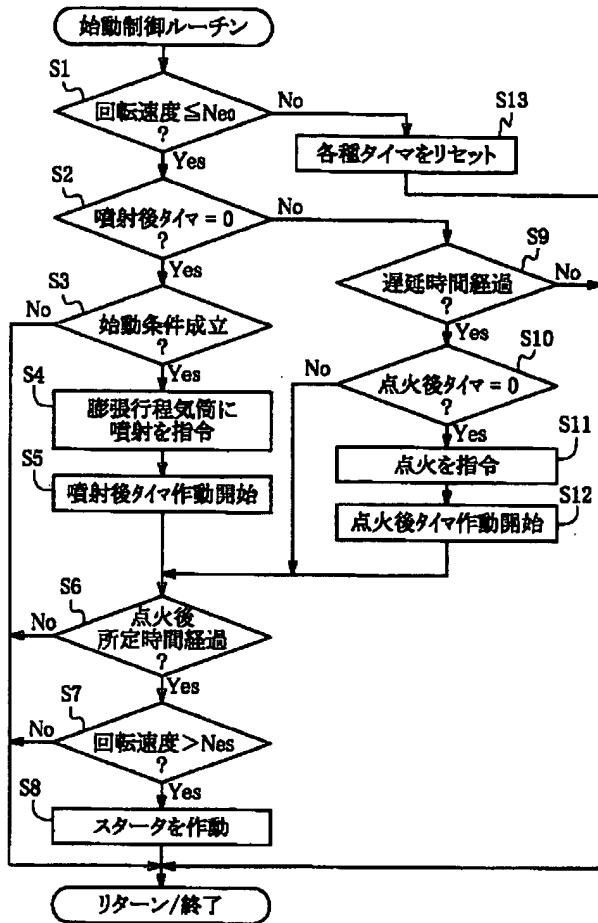 始動制御ルーチン
S1
回転速度≦Ne0
?
No
Yes
S13
各種タイマをリセット
S2
噴射後タイマ=0
?
No
Yes
S9
遅延時間経過
?
No
Yes
S3
始動条件成立
?
No
Yes
S10
点火後タイマ=0
?
No
Yes
S4
膨張行程気筒に
噴射を指令
S11
点火を指令
S5
噴射後タイマ作動開始
S12
点火後タイマ作動開始
S6
点火後
所定時間経過
?
No
Yes
S7
回転速度>Nes
?
No
Yes
S8
スタータを作動
リターン/終了